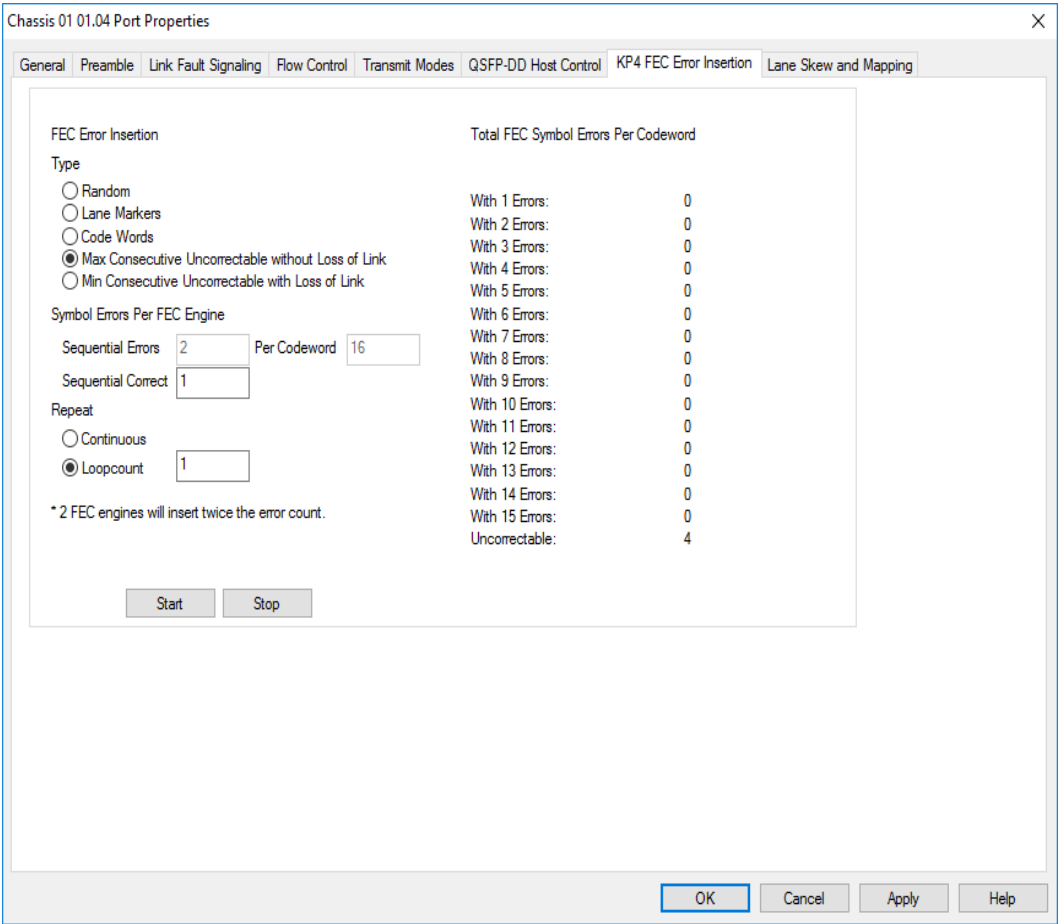 Chassis 01 01.04 Port Properties
General Preamble Link Fault Signaling Flow Control Transmit Modes QSFP-DD Host Control KP4 FEC Error Insertion Lane Skew and Mapping
FEC Error Insertion
Type
Random
Lane Markers
Code Words
Max Consecutive Uncorrectable without Loss of Link
Min Consecutive Uncorrectable with Loss of Link
Symbol Errors Per FEC Engine
Sequential Errors 2 Per Codeword 16
Sequential Correct 1
Repeat
Continuous
Loopcount 1
* 2 FEC engines will insert twice the error count.
Start Stop
Total FEC Symbol Errors Per Codeword
With 1 Errors: 0
With 2 Errors: 0
With 3 Errors: 0
With 4 Errors: 0
With 5 Errors: 0
With 6 Errors: 0
With 7 Errors: 0
With 8 Errors: 0
With 9 Errors: 0
With 10 Errors: 0
With 11 Errors: 0
With 12 Errors: 0
With 13 Errors: 0
With 14 Errors: 0
With 15 Errors: 0
Uncorrectable: 4
OK Cancel Apply Help